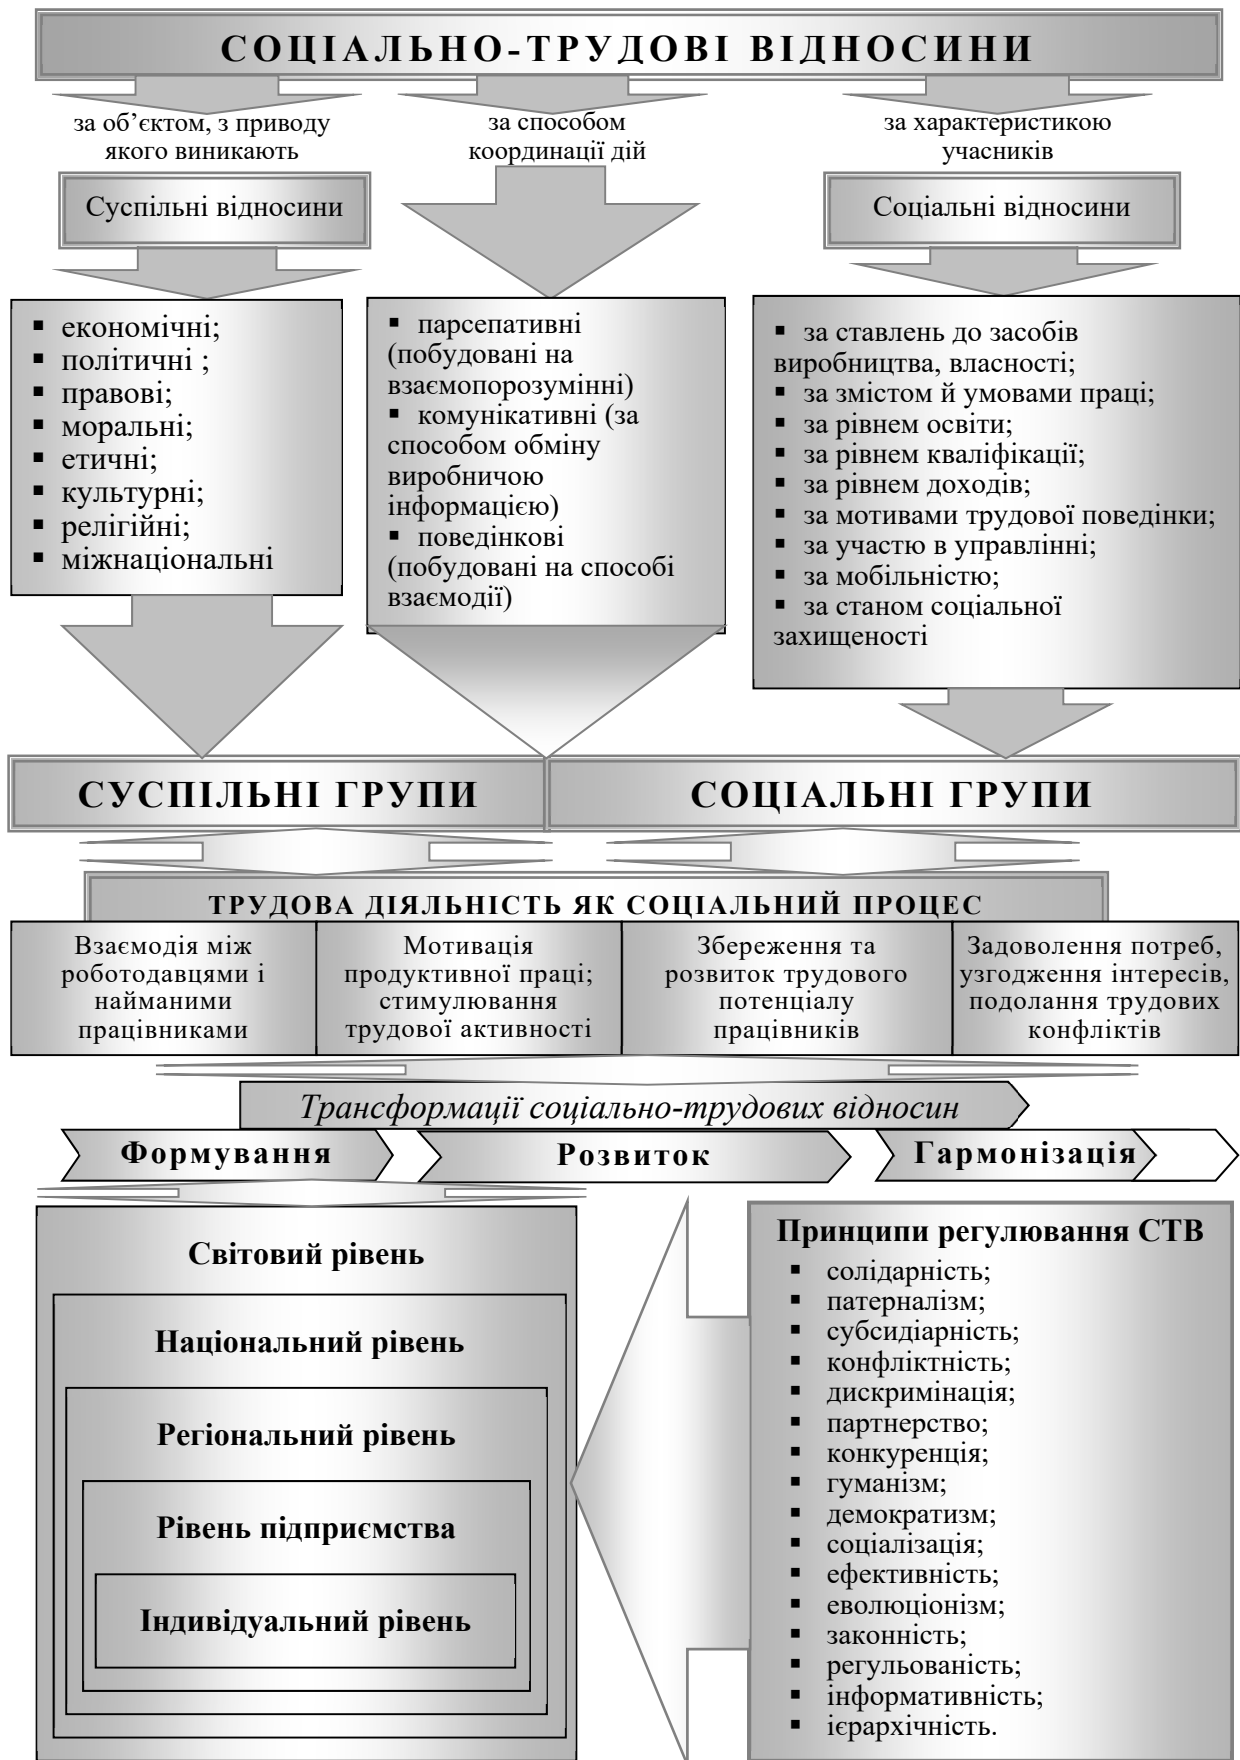 СОЦІАЛЬНО-ТРУДОВІ ВІДНОСИНИ
за об’єктом, з приводу
якого виникають
за способом
координації дій
за характеристикою
учасників
Суспільні відносини
Соціальні відносини
▪ економічні;
▪ політичні ;
▪ правові;
▪ моральні;
▪ етичні;
▪ культурні;
▪ релігійні;
▪ міжнаціональні
▪ парсепативні
(побудовані на
взаємопорозумінні)
▪ комунікативні (за
способом обміну
виробничою
інформацією)
▪ поведінкові
(побудовані на способі
взаємодії)
▪ за ставлень до засобів
виробництва, власності;
▪ за змістом й умовами праці;
▪ за рівнем освіти;
▪ за рівнем кваліфікації;
▪ за рівнем доходів;
▪ за мотивами трудової поведінки;
▪ за участю в управлінні;
▪ за мобільністю;
▪ за станом соціальної
захищеності
СУСПІЛЬНІ ГРУПИ
СОЦІАЛЬНІ ГРУПИ
ТРУДОВА ДІЯЛЬНІСТЬ ЯК СОЦІАЛЬНИЙ ПРОЦЕС
Взаємодія між
роботодавцями і
найманими
працівниками
Мотивація
продуктивної праці;
стимулювання
трудової активності
Збереження та
розвиток трудового
потенціалу
працівників
Задоволення потреб,
узгодження інтересів,
подолання трудових
конфліктів
Трансформації соціально-трудових відносин
Формування
Розвиток
Гармонізація
Світовий рівень
Національний рівень
Регіональний рівень
Рівень підприємства
Індивідуальний рівень
Принципи регулювання СТВ
▪ солідарність;
▪ патерналізм;
▪ субсидіарність;
▪ конфліктність;
▪ дискримінація;
▪ партнерство;
▪ конкуренція;
▪ гуманізм;
▪ демократизм;
▪ соціалізація;
▪ ефективність;
▪ еволюціонізм;
▪ законність;
▪ регульованість;
▪ інформативність;
▪ ієрархічність.